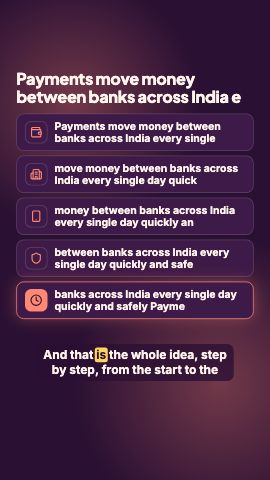 Payments move money
between banks across India e
Payments move money between
banks across India every single
move money between banks across
India every single day quick
money between banks across India
every single day quickly an
between banks across India every
single day quickly and safe
banks across India every single day
quickly and safely Payme
And that is the whole idea, step
by step, from the start to the